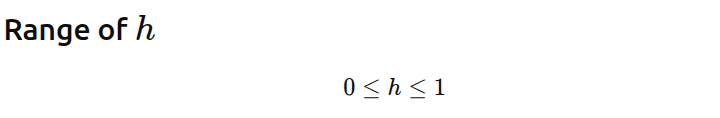 Range of h
0 ≤ h ≤ 1